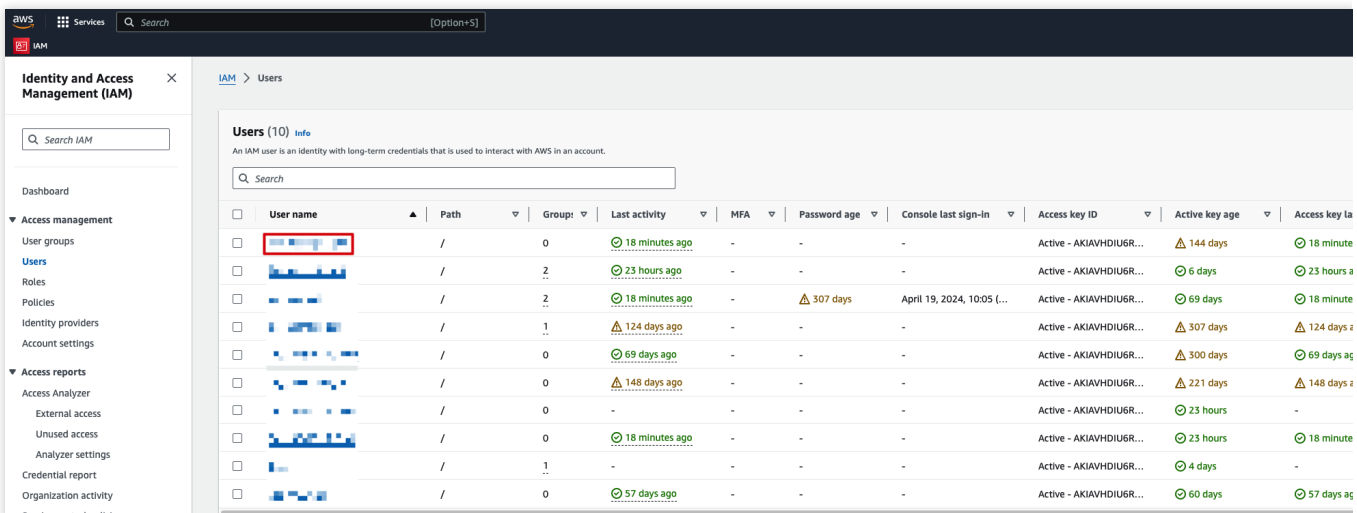 aws Services Search [Option+S]
IAM
Identity and Access Management (IAM)
Search IAM
Dashboard
Access management
User groups
Users
Roles
Policies
Identity providers
Account settings
Access reports
Access Analyzer
External access
Unused access
Analyzer settings
Credential report
Organization activity
IAM > Users
Users (10) Info
An IAM user is an identity with long-term credentials that is used to interact with AWS in an account.
Search
User name Path Group: Last activity MFA Password age Console last sign-in Access key ID Active key age Access key la
/ 0 18 minutes ago - - - Active - AKIAVHDIU6R... 144 days 18 minute
/ 2 23 hours ago - - - Active - AKIAVHDIU6R... 6 days 23 hours a
/ 2 18 minutes ago - 307 days April 19, 2024, 10:05 (... Active - AKIAVHDIU6R... 69 days 18 minute
/ 1 124 days ago - - - Active - AKIAVHDIU6R... 307 days 124 days a
/ 0 69 days ago - - - Active - AKIAVHDIU6R... 300 days 69 days ag
/ 0 148 days ago - - - Active - AKIAVHDIU6R... 221 days 148 days a
/ 0 - - - - Active - AKIAVHDIU6R... 23 hours -
/ 0 18 minutes ago - - - Active - AKIAVHDIU6R... 23 hours 18 minute
/ 1 - - - - Active - AKIAVHDIU6R... 4 days -
/ 0 57 days ago - - - Active - AKIAVHDIU6R... 60 days 57 days ag